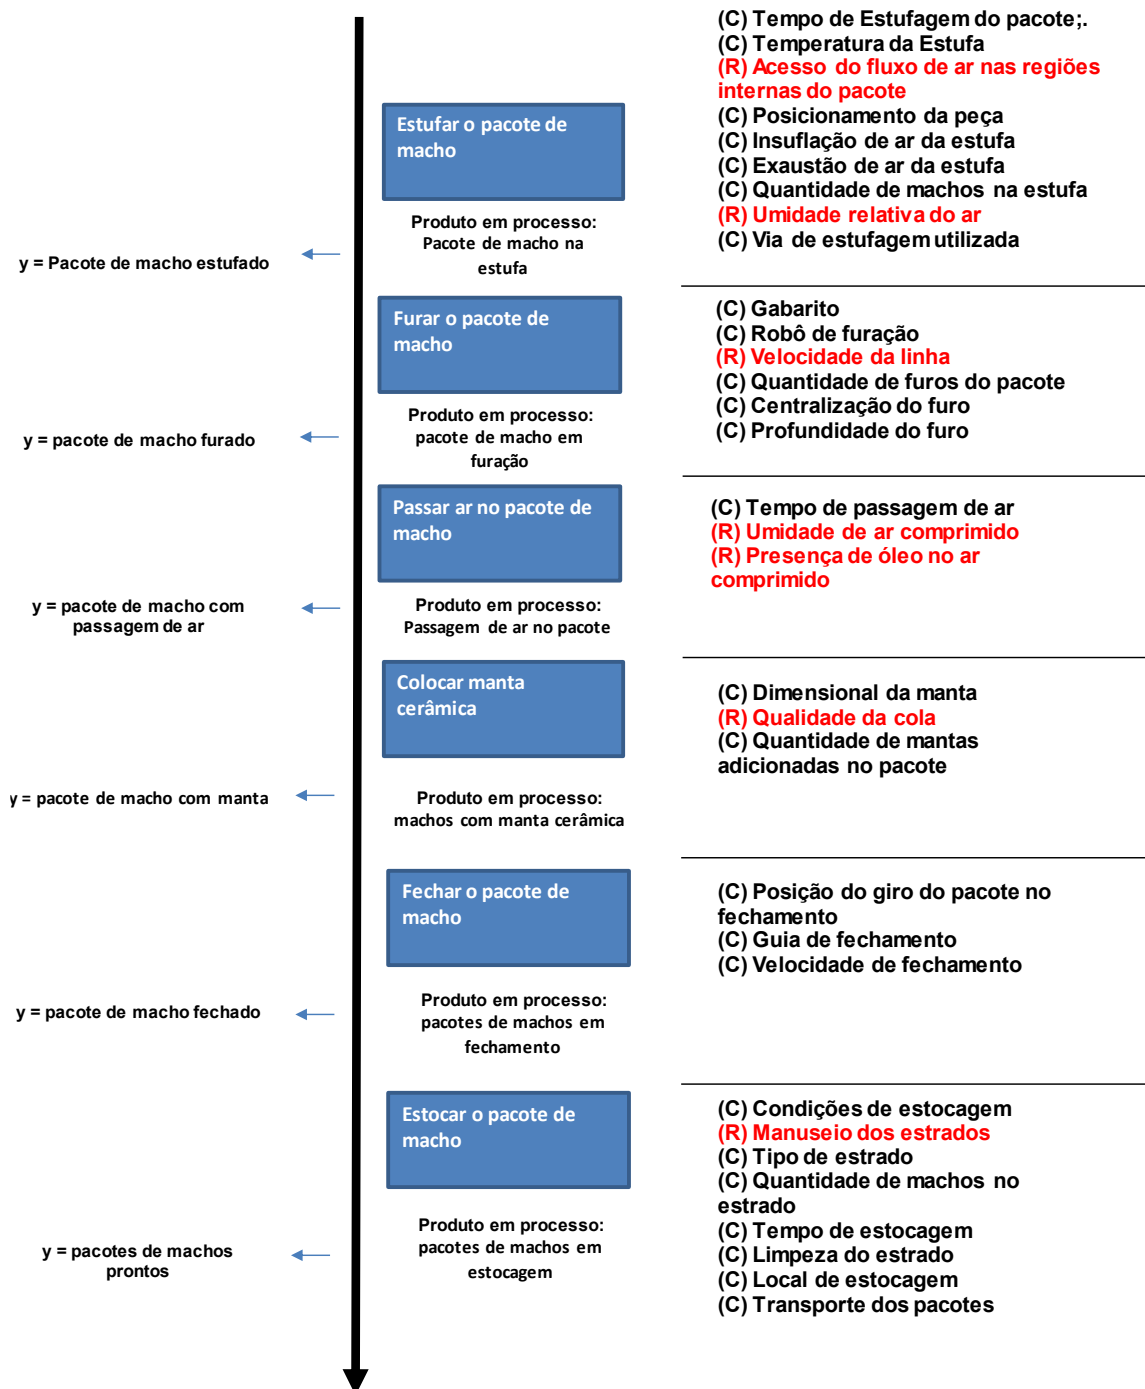 (C) Tempo de Estufagem do pacote;.
(C) Temperatura da Estufa
(R) Acesso do fluxo de ar nas regiões
internas do pacote
(C) Posicionamento da peça
(C) Insuflação de ar da estufa
(C) Exaustão de ar da estufa
(C) Quantidade de machos na estufa
(R) Umidade relativa do ar
(C) Via de estufagem utilizada
Estufar o pacote de
macho
Produto em processo:
Pacote de macho na
estufa
y = Pacote de macho estufado
Furar o pacote de
macho
Produto em processo:
pacote de macho em
furação
y = pacote de macho furado
(C) Gabarito
(C) Robô de furação
(R) Velocidade da linha
(C) Quantidade de furos do pacote
(C) Centralização do furo
(C) Profundidade do furo
Passar ar no pacote de
macho
Produto em processo:
Passagem de ar no pacote
y = pacote de macho com
passagem de ar
(C) Tempo de passagem de ar
(R) Umidade de ar comprimido
(R) Presença de óleo no ar
comprimido
Colocar manta
cerâmica
Produto em processo:
machos com manta cerâmica
y = pacote de macho com manta
(C) Dimensional da manta
(R) Qualidade da cola
(C) Quantidade de mantas
adicionadas no pacote
Fechar o pacote de
macho
Produto em processo:
pacotes de machos em
fechamento
y = pacote de macho fechado
(C) Posição do giro do pacote no
fechamento
(C) Guia de fechamento
(C) Velocidade de fechamento
Estocar o pacote de
macho
Produto em processo:
pacotes de machos em
estocagem
y = pacotes de machos
prontos
(C) Condições de estocagem
(R) Manuseio dos estrados
(C) Tipo de estrado
(C) Quantidade de machos no
estrado
(C) Tempo de estocagem
(C) Limpeza do estrado
(C) Local de estocagem
(C) Transporte dos pacotes